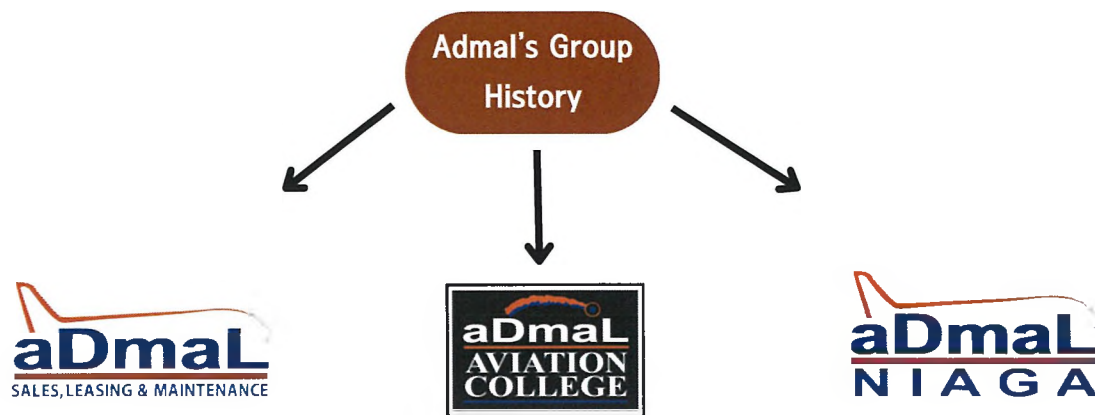 Admal's Group
History
aDmaL
SALES, LEASING & MAINTENANCE
aDmaL
AVIATION
COLLEGE
aDmaL
NIAGA